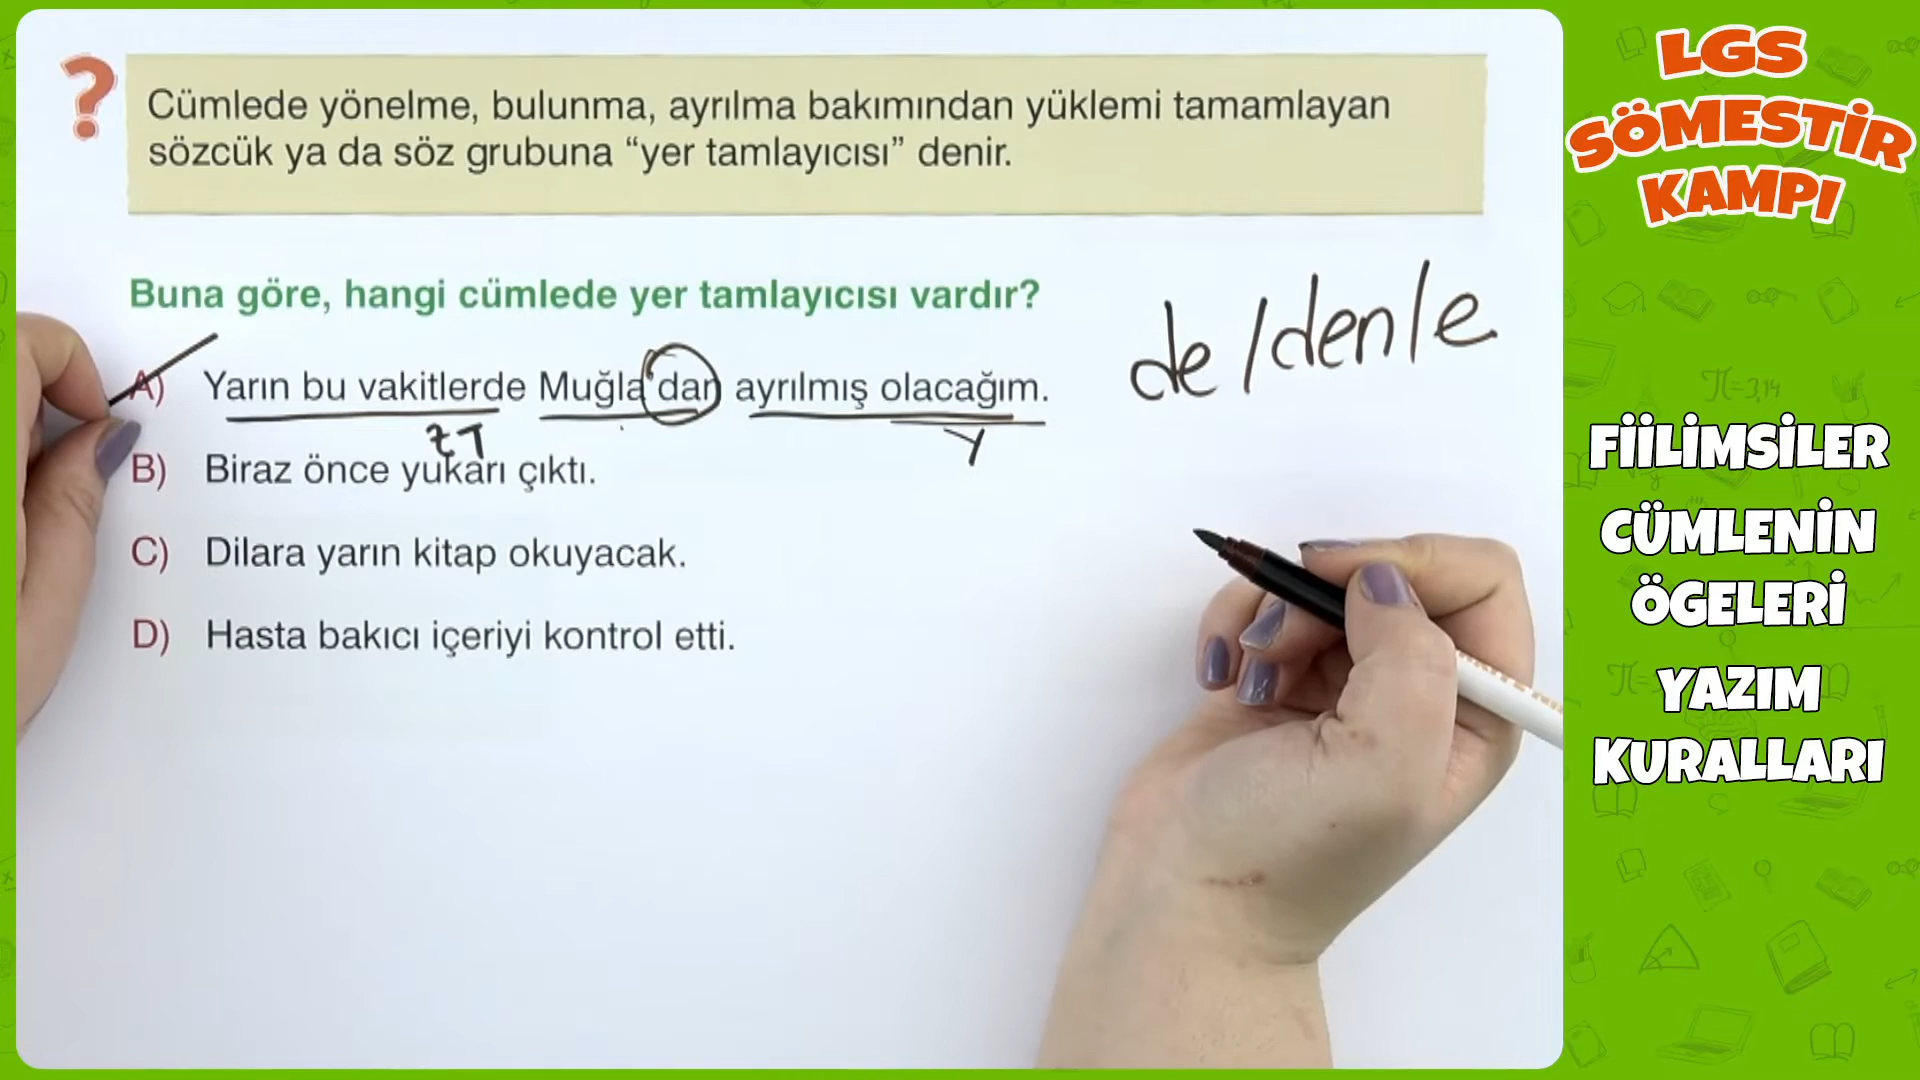 Cümlede yönelme, bulunma, ayrılma bakımından yüklemi tamamlayan
sözcük ya da söz grubuna “yer tamlayıcısı” denir.
Buna göre, hangi cümlede yer tamlayıcısı vardır?
de/den/e
A) Yarın bu vakitlerde Muğla'dan ayrılmış olacağım.
ZT
Y
B) Biraz önce yukarı çıktı.
C) Dilara yarın kitap okuyacak.
D) Hasta bakıcı içeriyi kontrol etti.
LGS
SÖMESTİR
KAMPI
FİİLİMSİLER
CÜMLENİN
ÖGELERİ
YAZIM
KURALLARI